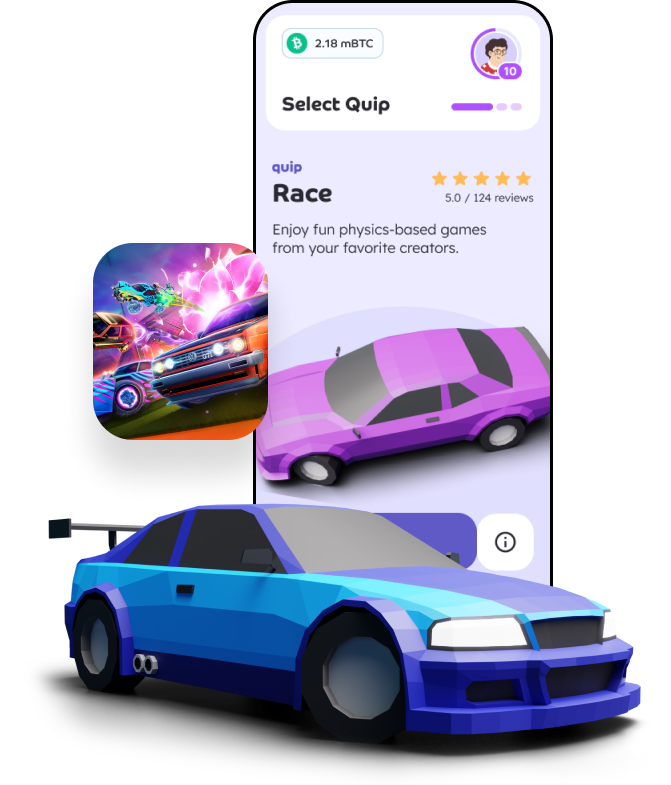 2.18 mBTC
10
Select Quip
quip
Race
5.0 / 124 reviews
Enjoy fun physics-based games
from your favorite creators.
GTI